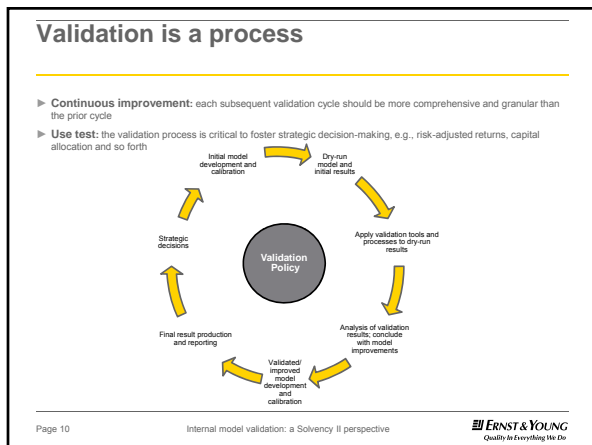 Validation is a process
► Continuous improvement: each subsequent validation cycle should be more comprehensive and granular than
the prior cycle
► Use test: the validation process is critical to foster strategic decision-making, e.g., risk-adjusted returns, capital
allocation and so forth
Initial model
development and
calibration
Dry-run
model and
initial results
Apply validation tools and
processes to dry-run
results
Analysis of validation
results; conclude
with model
improvements
Validated/
improved
model
development
and
calibration
Final result production
and reporting
Strategic
decisions
Validation
Policy
Page 10
Internal model validation: a Solvency II perspective
ERNST & YOUNG
Quality In Everything We Do